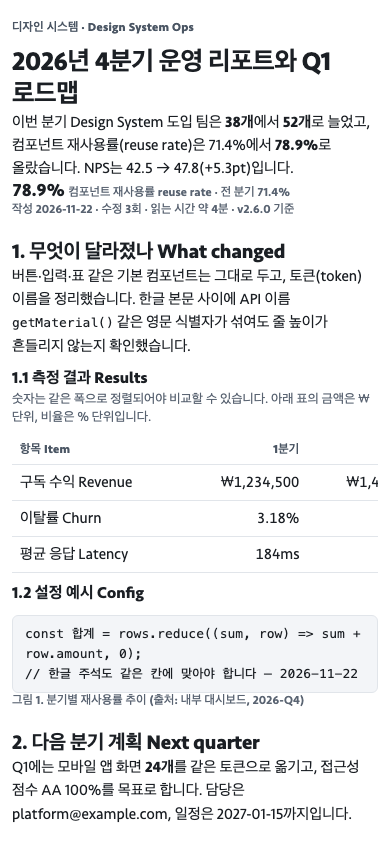 디자인 시스템 · Design System Ops
2026년 4분기 운영 리포트와 Q1
로드맵
이번 분기 Design System 도입 팀은 38개에서 52개로 늘었고,
컴포넌트 재사용률(reuse rate)은 71.4%에서 78.9%로
올랐습니다. NPS는 42.5 → 47.8(+5.3pt)입니다.
78.9% 컴포넌트 재사용률 reuse rate · 전 분기 71.4%
작성 2026-11-22 · 수정 3회 · 읽는 시간 약 4분 · v2.6.0 기준
1. 무엇이 달라졌나 What changed
버튼·입력·표 같은 기본 컴포넌트는 그대로 두고, 토큰(token)
이름을 정리했습니다. 한글 본문 사이에 API 이름
getMaterial() 같은 영문 식별자가 섞여도 줄 높이가
흔들리지 않는지 확인했습니다.
1.1 측정 결과 Results
숫자는 같은 폭으로 정렬되어야 비교할 수 있습니다. 아래 표의 금액은 ₩
단위, 비율은 % 단위입니다.
항목 Item 1분기
구독 수익 Revenue ₩1,234,500 ₩1,4
이탈률 Churn 3.18%
평균 응답 Latency 184ms
1.2 설정 예시 Config
const 합계 = rows.reduce((sum, row) => sum +
row.amount, 0);
// 한글 주석도 같은 칸에 맞아야 합니다 — 2026-11-22
그림 1. 분기별 재사용률 추이 (출처: 내부 대시보드, 2026-Q4)
2. 다음 분기 계획 Next quarter
Q1에는 모바일 앱 화면 24개를 같은 토큰으로 옮기고, 접근성
점수 AA 100%를 목표로 합니다. 담당은
platform@example.com, 일정은 2027-01-15까지입니다.